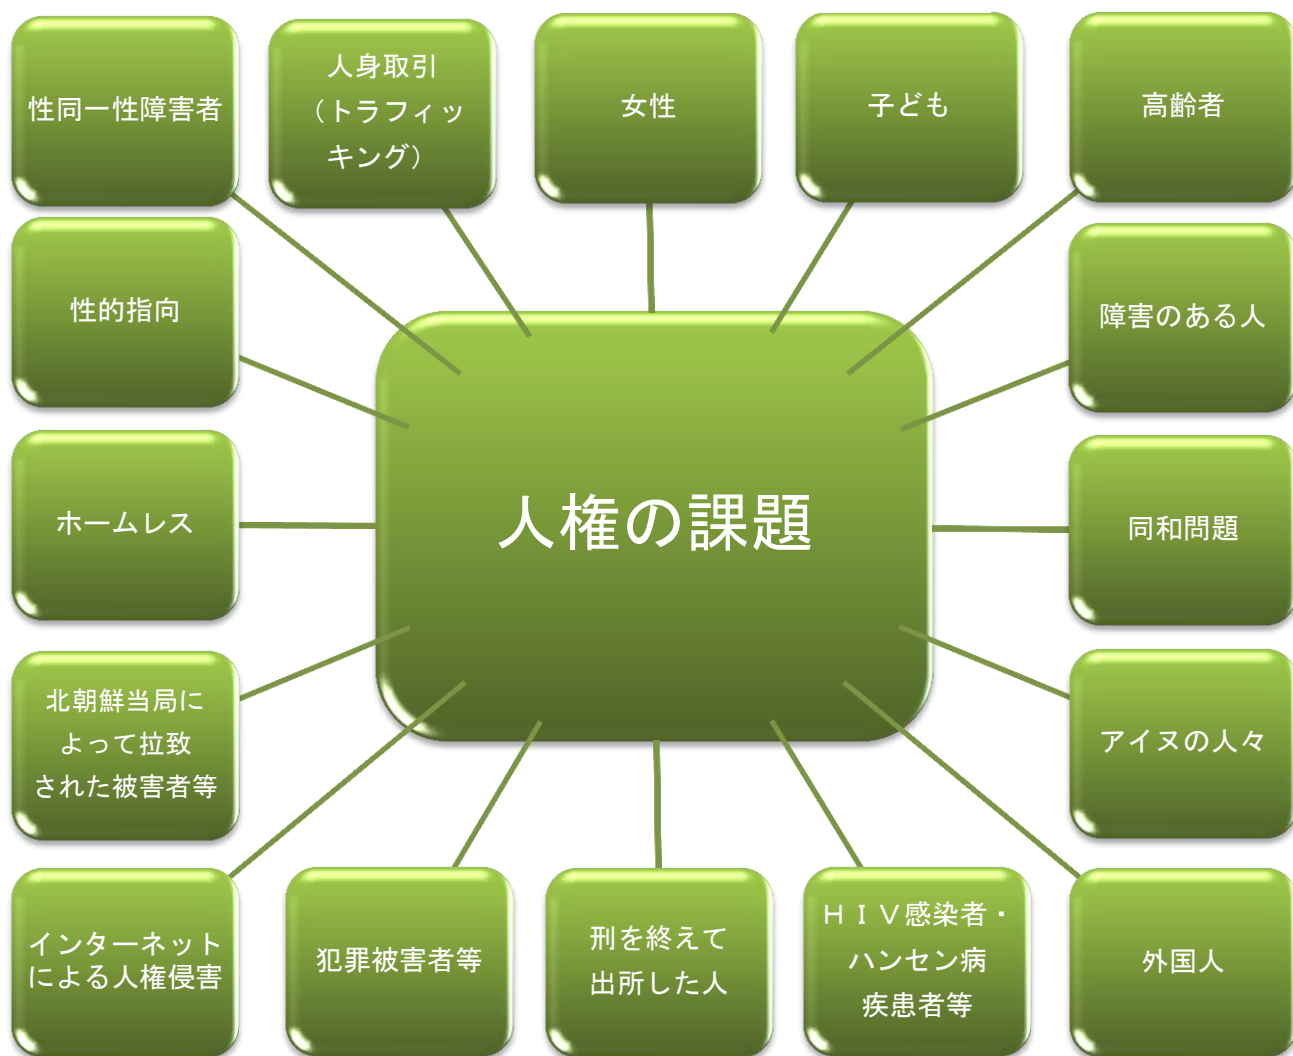 性同一性障害者
人身取引
（トラフィッ
キング）
女性
子ども
高齢者
性的指向
障害のある人
ホームレス
人権の課題
同和問題
北朝鮮当局に
よって拉致
された被害者等
アイヌの人々
インターネット
による人権侵害
犯罪被害者等
刑を終えて
出所した人
ＨＩＶ感染者・
ハンセン病
疾患者等
外国人